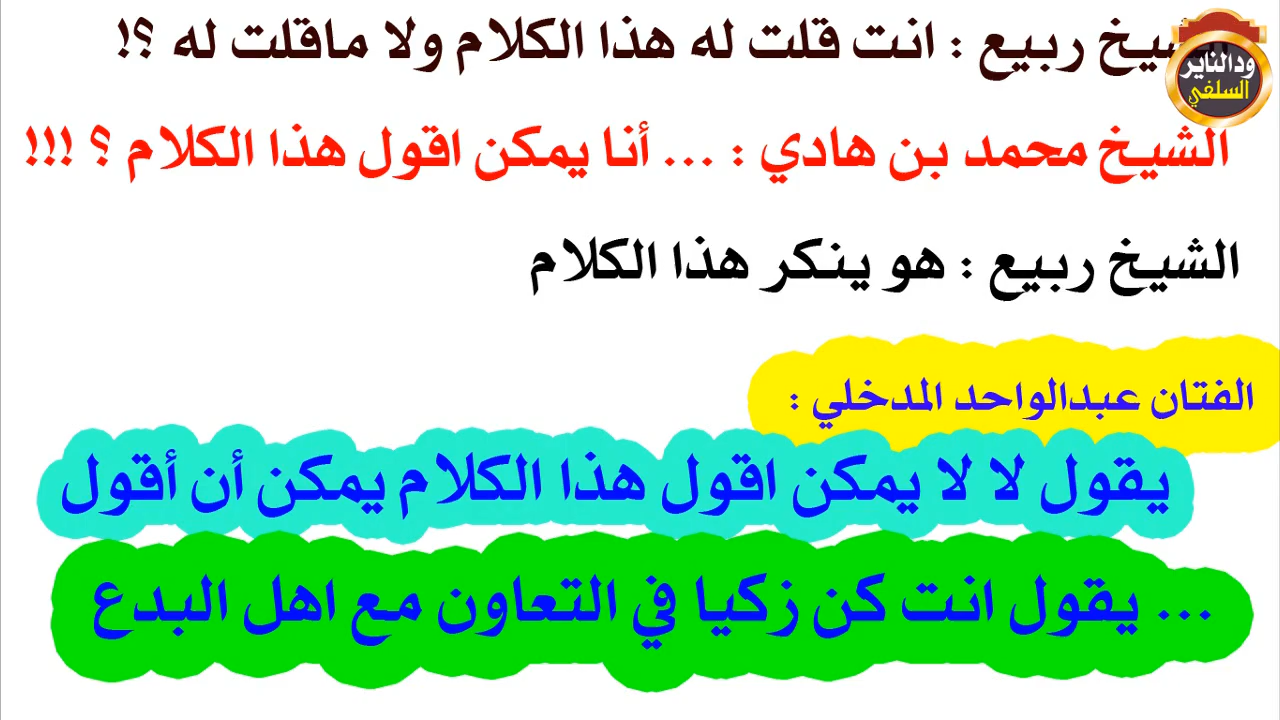 الشيخ ربيع : انت قلت له هذا الكلام ولا ماقلت له ؟!
ودالناير
السلفي
الشيخ محمد بن هادي : ... أنا يمكن اقول هذا الكلام ؟ !!!
الشيخ ربيع : هو ينكر هذا الكلام
الفتان عبدالواحد المدخلي :
يقول لا لا يمكن اقول هذا الكلام يمكن أن أقول
... يقول انت كن زكيا في التعاون مع اهل البدع